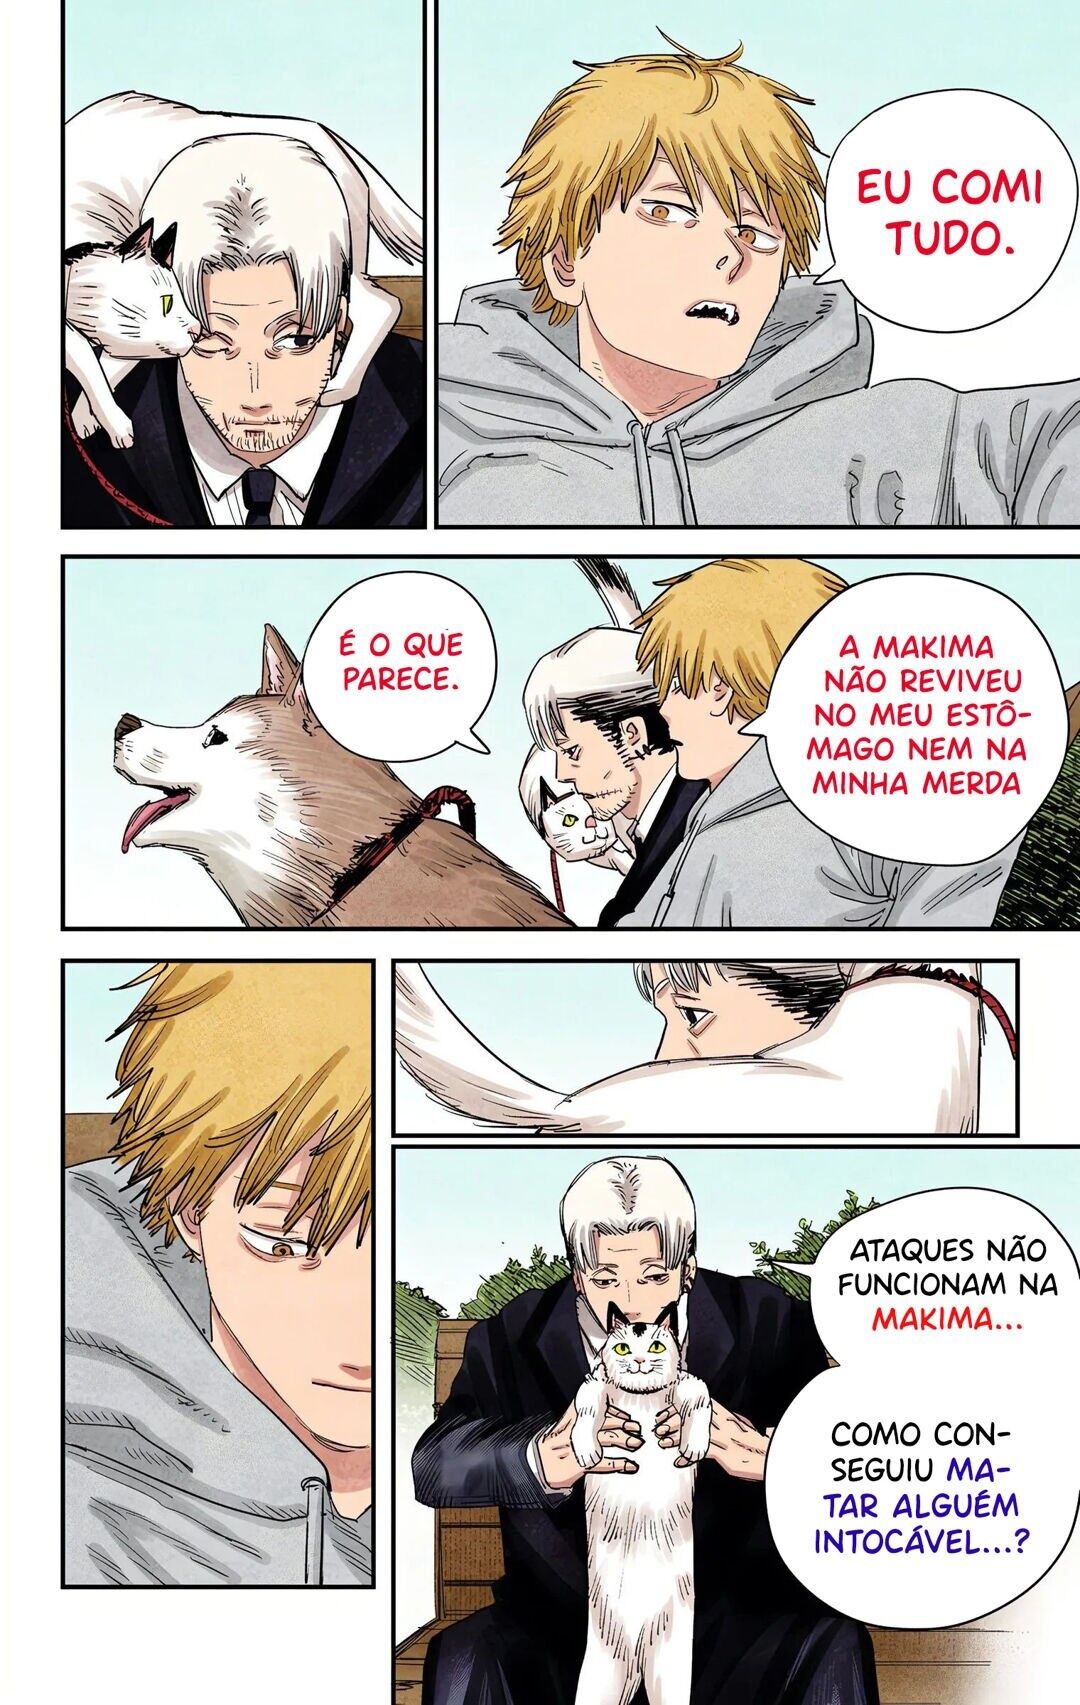 EU COMI
TUDO.
É O QUE
PARECE.
A MAKIMA
NÃO REVIVEU
NO MEU ESTÔ-
MAGO NEM NA
MINHA MERDA
ATAQUES NÃO
FUNCIONAM NA
MAKIMA...
COMO CON-
SEGUIU MA-
TAR ALGUÉM
INTOCÁVEL...?